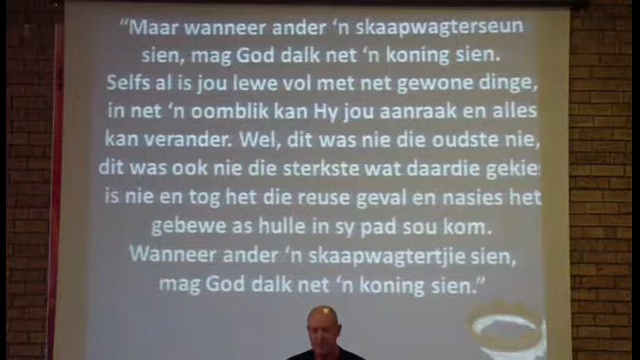 “Maar wanneer ander ‘n skaapwagterseun
sien, mag God dalk net ‘n koning sien.
Selfs al is jou lewe vol met net gewone dinge,
in net ‘n oomblik kan Hy jou aanraak en alles
kan verander. Wel, dit was nie die oudste nie,
dit was ook nie die sterkste wat daardie gekie
is nie en tog het die reuse geval en nasies het
gebewe as hulle in sy pad sou kom.
Wanneer ander ‘n skaapwagtertjie sien,
mag God dalk net ‘n koning sien.”